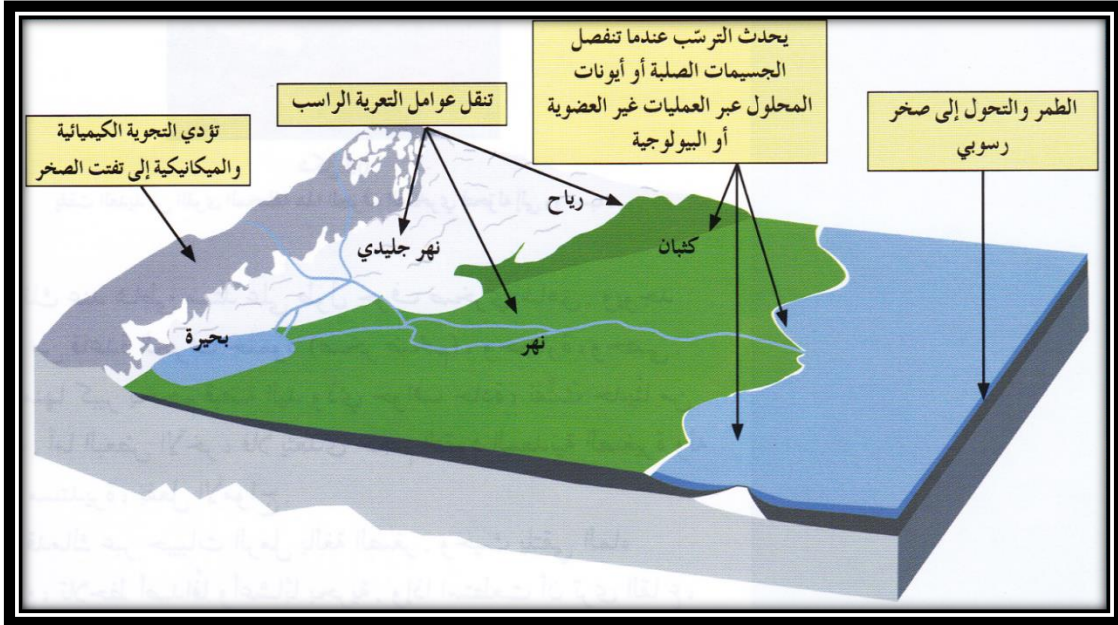 يحدث الترسّب عندما تنفصل
الجسيمات الصلبة أو أيونات
المحلول عبر العمليات غير العضوية
أو البيولوجية
الطمر والتحول إلى صخر
رسوبي
تنقل عوامل التعرية الراسب
تؤدي التجوية الكيميائية
والميكانيكية إلى تفتت الصخر
رياح
كثبان
نهر جليدي
نهر
بحيرة